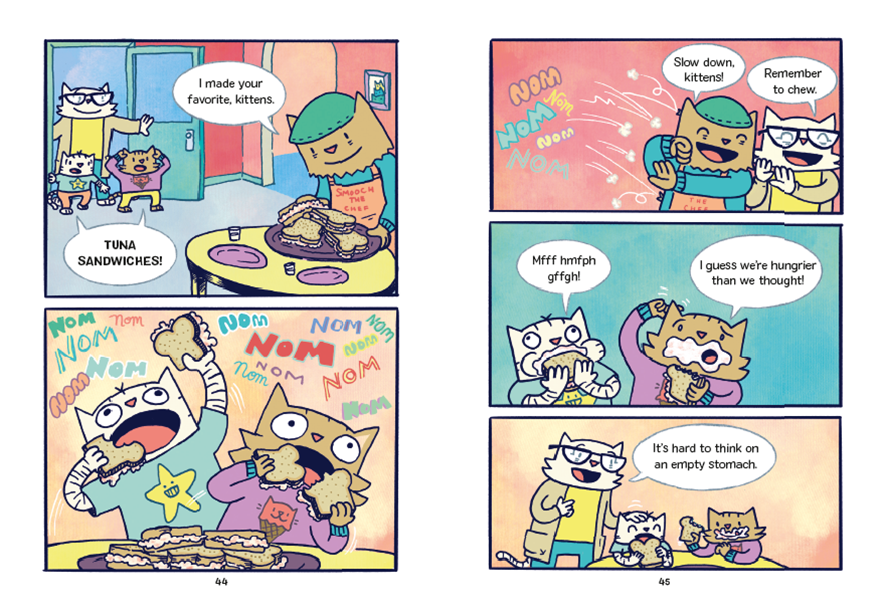 I made your
favorite, kittens.
SMOOCH
THE
CHEF
TUNA
SANDWICHES!
NOM
Nom
NOM
NOM
NOM
NOM
NOM
Nom
NOM
NOM
NOM
NOM
NOM
NOM
44
Slow down,
kittens!
Remember
to chew.
NOM
Nom
NOM
NOM
NOM
THE
CHEF
Mfff hmfph
gffgh!
I guess we're hungrier
than we thought!
It's hard to think on
an empty stomach.
45